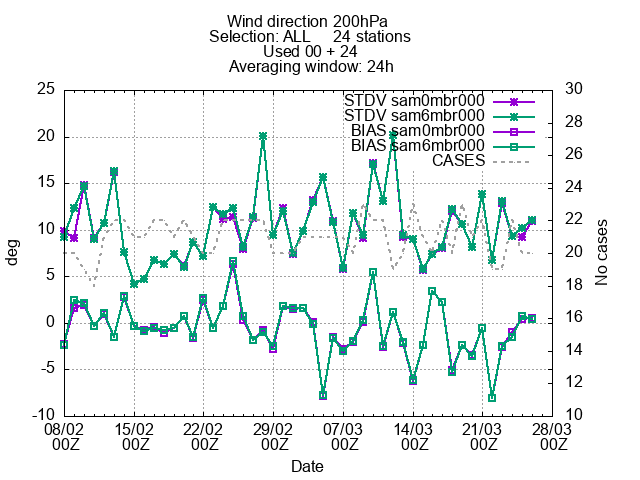 Wind direction 200hPa
Selection: ALL 24 stations
Used 00 + 24
Averaging window: 24h
STDV sam0mbr000
STDV sam6mbr000
BIAS sam0mbr000
BIAS sam6mbr000
CASES
25
20
15
10
5
0
-5
-10
deg
30
28
26
24
22
20
18
16
14
12
10
No cases
08/02 15/02 22/02 29/02 07/03 14/03 21/03 28/03
00Z 00Z 00Z 00Z 00Z 00Z 00Z 00Z
Date